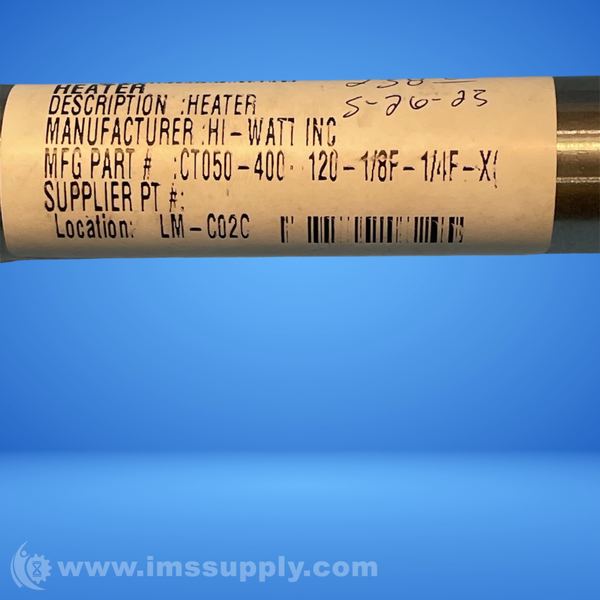 HEATER
DESCRIPTION :HEATER
5-26-23
MANUFACTURER :HI-WATT INC
MFG PART # :CT050-400- 120-1/8F-1/4F-X(
SUPPLIER PT #:
Location: LM-C02C
www.imssupply.com